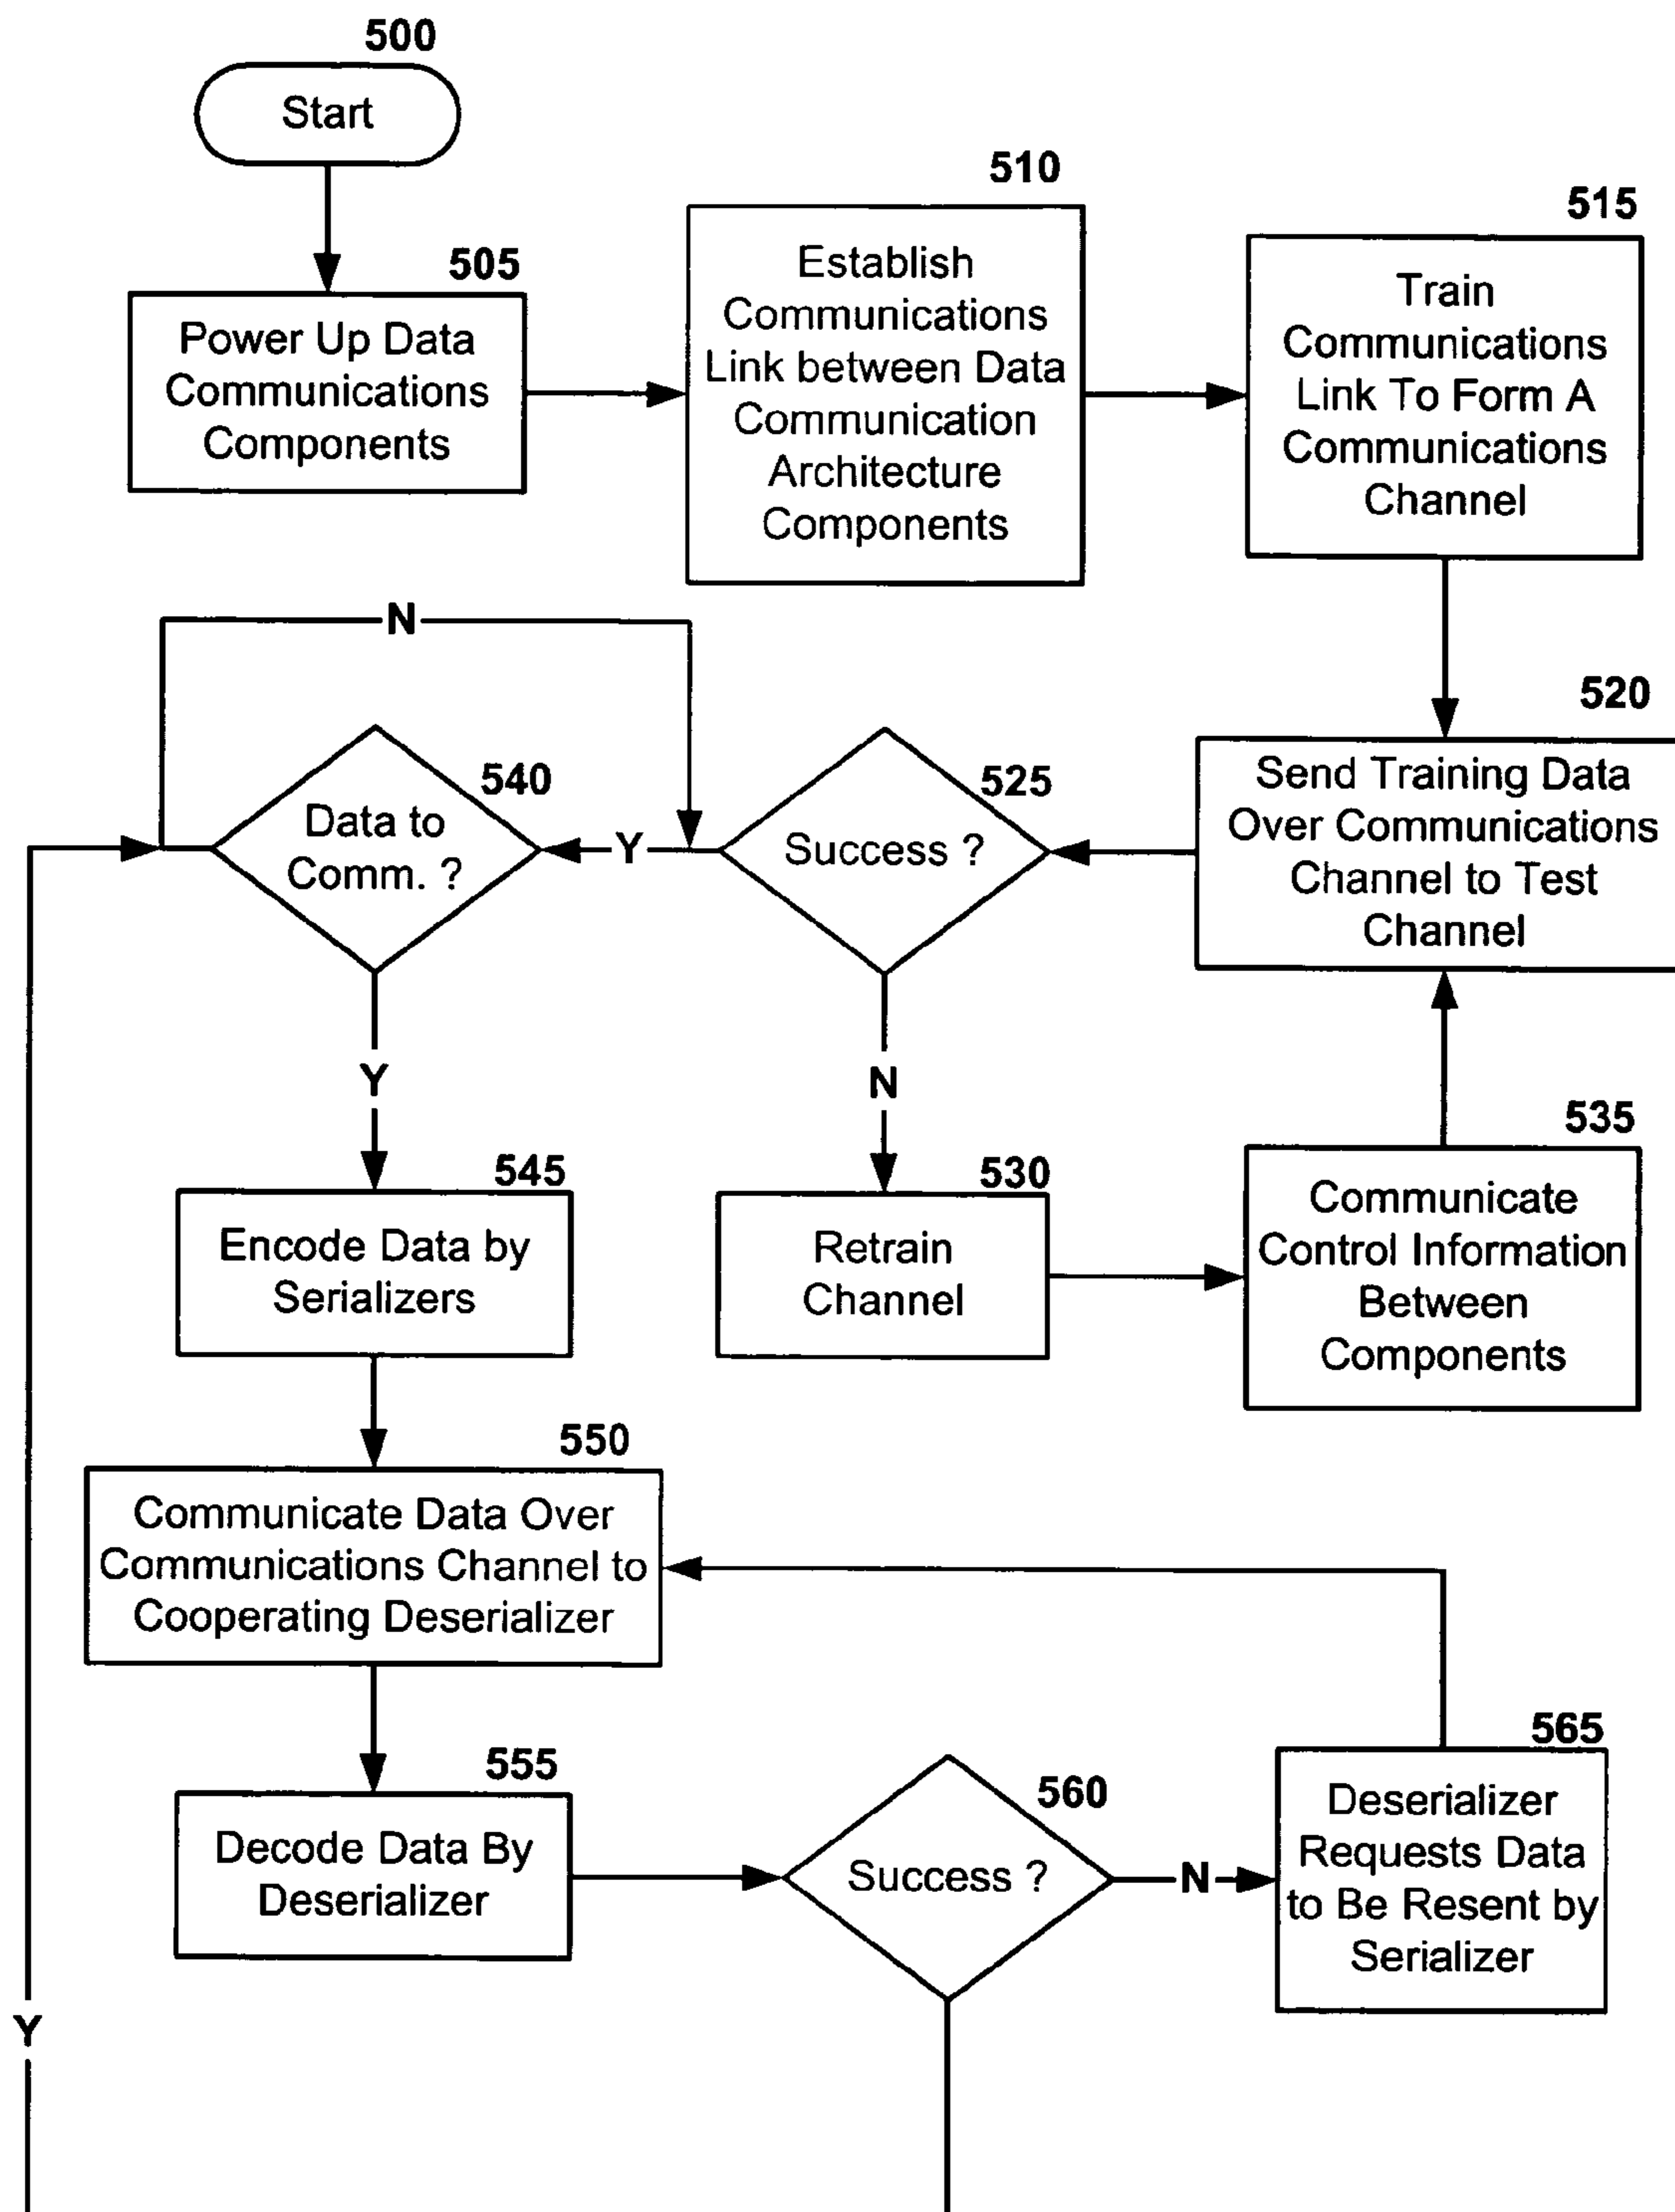 500
Start
505
Power Up Data
Communications
Components
510
Establish
Communications
Link between Data
Communication
Architecture
Components
515
Train
Communications
Link To Form A
Communications
Channel
520
Send Training Data
Over Communications
Channel to Test
Channel
525
Success ?
N
Y
540
Data to
Comm. ?
N
530
Retrain
Channel
535
Communicate
Control Information
Between
Components
Y
545
Encode Data by
Serializers
550
Communicate Data Over
Communications Channel to
Cooperating Deserializer
555
Decode Data By
Deserializer
560
Success ?
N
565
Deserializer
Requests Data
to Be Resent by
Serializer
Y